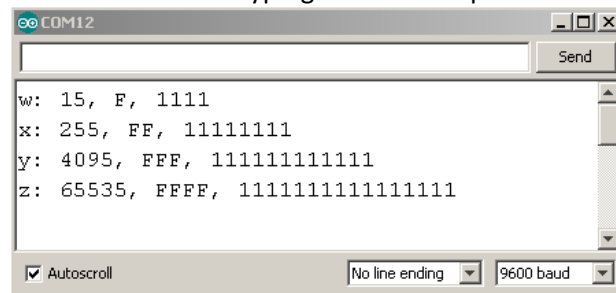 COM12
Send
w: 15, F, 1111
x: 255, FF, 11111111
y: 4095, FFF, 111111111111
z: 65535, FFFF, 1111111111111111
Autoscroll
No line ending
9600 baud